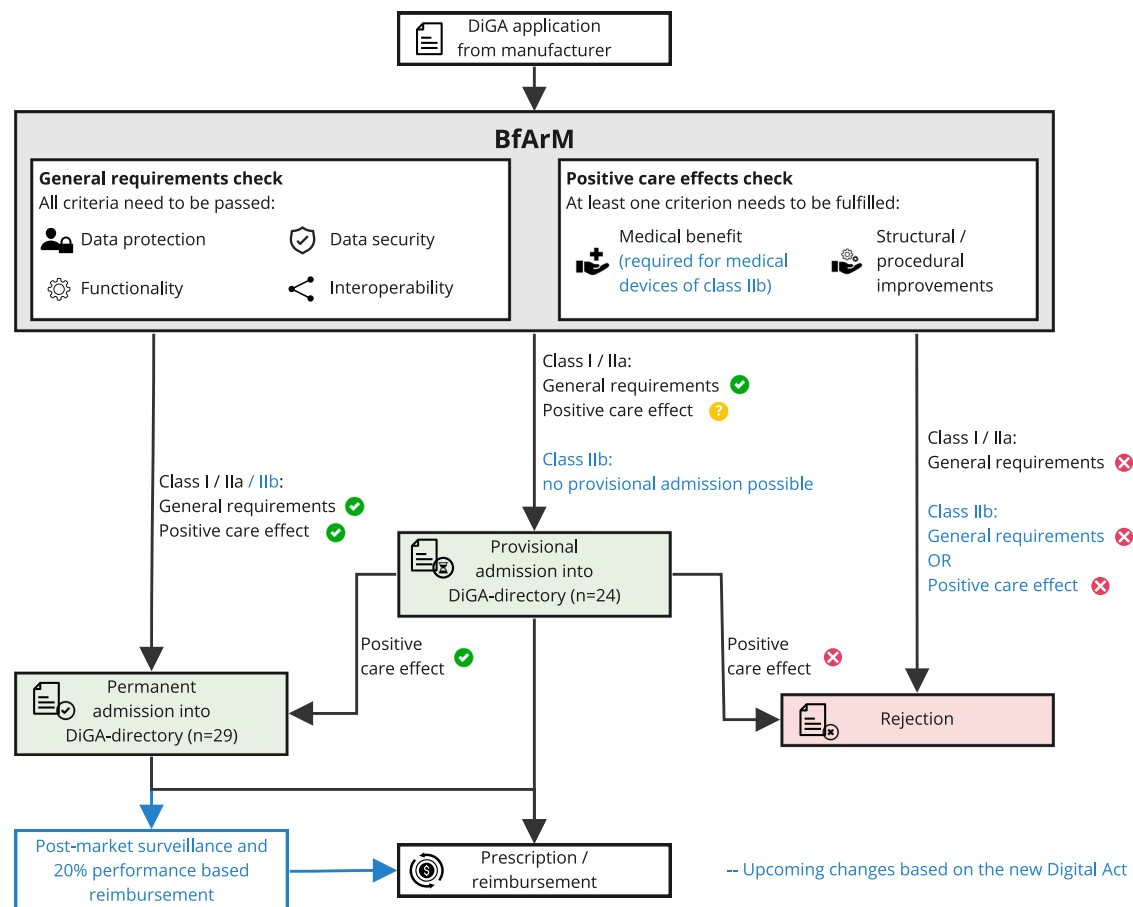 DiGA application
from manufacturer
BfArM
General requirements check
All criteria need to be passed:
Data protection
Data security
Functionality
Interoperability
Positive care effects check
At least one criterion needs to be fulfilled:
Medical benefit
(required for medical
devices of class IIb)
Structural /
procedural
improvements
Class I / IIa / IIb:
General requirements
Positive care effect
Class I / IIa:
General requirements
Positive care effect
?
Class IIb:
no provisional admission possible
Class I / IIa:
General requirements
Class IIb:
General requirements
OR
Positive care effect
Provisional
admission into
DiGA-directory (n=24)
Positive
care effect
Positive
care effect
Permanent
admission into
DiGA-directory (n=29)
Rejection
Post-market surveillance and
20% performance based
reimbursement
$
Prescription /
reimbursement
-- Upcoming changes based on the new Digital Act